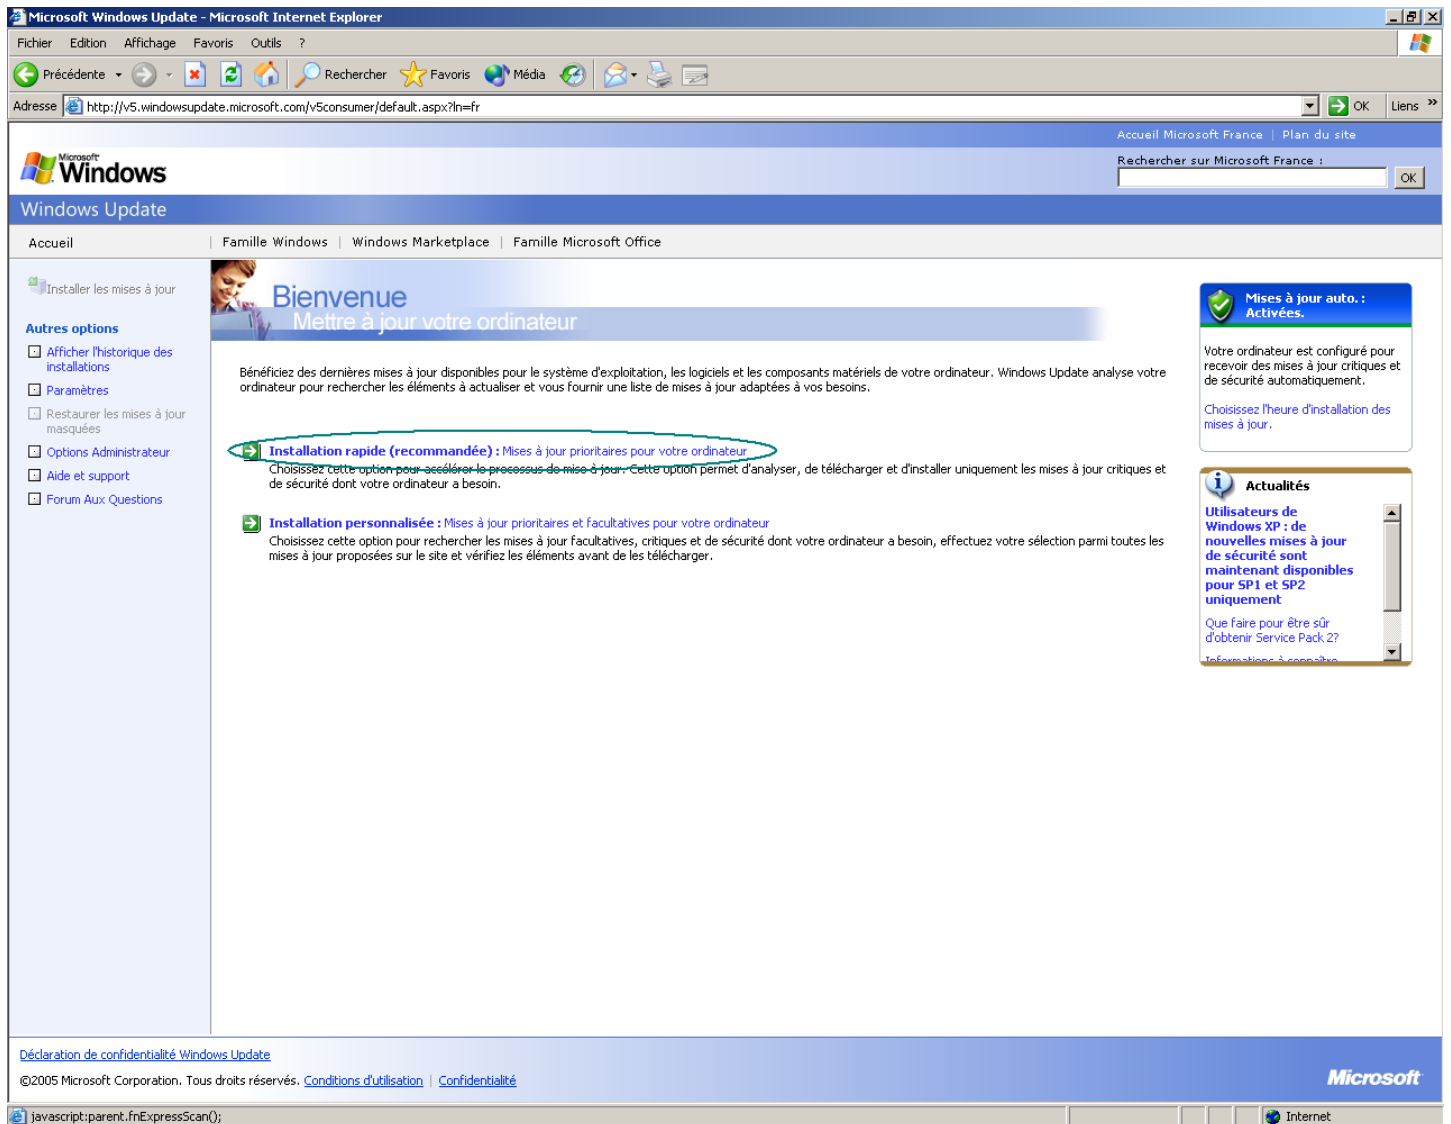 Microsoft Windows Update - Microsoft Internet Explorer
Fichier Edition Affichage Favoris Outils ?
Précédente Rechercher Favoris Média
Adresse http://v5.windowsupdate.microsoft.com/v5consumer/default.aspx?ln=fr OK Liens »
Accueil Microsoft France | Plan du site
Microsoft
Windows
Rechercher sur Microsoft France :
OK
Windows Update
Accueil | Famille Windows | Windows Marketplace | Famille Microsoft Office
Installer les mises à jour
Autres options
Afficher l'historique des
installations
Paramètres
Restaurer les mises à jour
masquées
Options Administrateur
Aide et support
Forum Aux Questions
Bienvenue
Mettre à jour votre ordinateur
Bénéficiez des dernières mises à jour disponibles pour le système d'exploitation, les logiciels et les composants matériels de votre ordinateur. Windows Update analyse votre
ordinateur pour rechercher les éléments à actualiser et vous fournir une liste de mises à jour adaptées à vos besoins.
Installation rapide (recommandée) : Mises à jour prioritaires pour votre ordinateur
Choisissez cette option pour accélérer le processus de mise à jour. Cette option permet d'analyser, de télécharger et d'installer uniquement les mises à jour critiques et
de sécurité dont votre ordinateur a besoin.
Installation personnalisée : Mises à jour prioritaires et facultatives pour votre ordinateur
Choisissez cette option pour rechercher les mises à jour facultatives, critiques et de sécurité dont votre ordinateur a besoin, effectuez votre sélection parmi toutes les
mises à jour proposées sur le site et vérifiez les éléments avant de les télécharger.
Mises à jour auto. :
Activées.
Votre ordinateur est configuré pour
recevoir des mises à jour critiques et
de sécurité automatiquement.
Choisissez l'heure d'installation des
mises à jour.
Actualités
Utilisateurs de
Windows XP : de
nouvelles mises à jour
de sécurité sont
maintenant disponibles
pour SP1 et SP2
uniquement
Que faire pour être sûr
d'obtenir Service Pack 2?
Informations à connaître
Déclaration de confidentialité Windows Update
©2005 Microsoft Corporation. Tous droits réservés. Conditions d'utilisation | Confidentialité
Microsoft
javascript:parent.fnExpressScan();
Internet